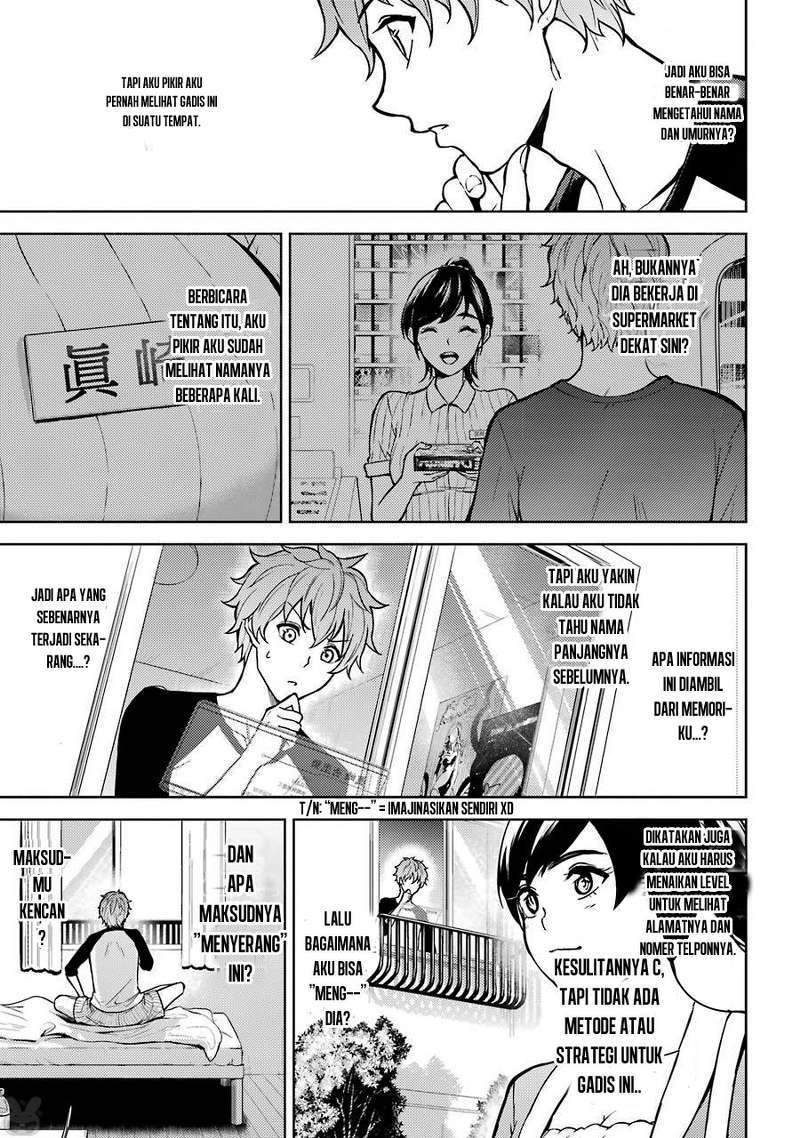 JADI AKU BISA
BENAR-BENAR
MENGETAHUI NAMA
DAN UMURNYA?
TAPI AKU PIKIR AKU
PERNAH MELIHAT GADIS INI
DI SUATU TEMPAT.
AH, BUKANNYA
DIA BEKERJA DI
SUPERMARKET
DEKAT SINI?
BERBICARA
TENTANG ITU, AKU
PIKIR AKU SUDAH
MELIHAT NAMANYA
BEBERAPA KALI.
眞
APA INFORMASI
INI DIAMBIL
DARI MEMORI-
KU...?
TAPI AKU YAKIN
KALAU AKU TIDAK
TAHU NAMA
PANJANGNYA
SEBELUMNYA.
JADI APA YANG
SEBENARNYA
TERJADI SEKA-
RANG....?
T/N: "MENG--" = IMAJINASIKAN SENDIRI XD
DIKATAKAN JUGA
KALAU AKU HARUS
MENAIKAN LEVEL
UNTUK MELIHAT
ALAMATNYA DAN
NOMER TELPONNYA.
KESULITANNYA C,
TAPI TIDAK ADA
METODE ATAU
STRATEGI UNTUK
GADIS INI..
LALU
BAGAIMANA
AKU BISA
"MENG--"
DIA?
DAN
APA
MAKSUDNYA
"MENYERANG"
INI?
MAKSUD-
MU
KENCAN
?